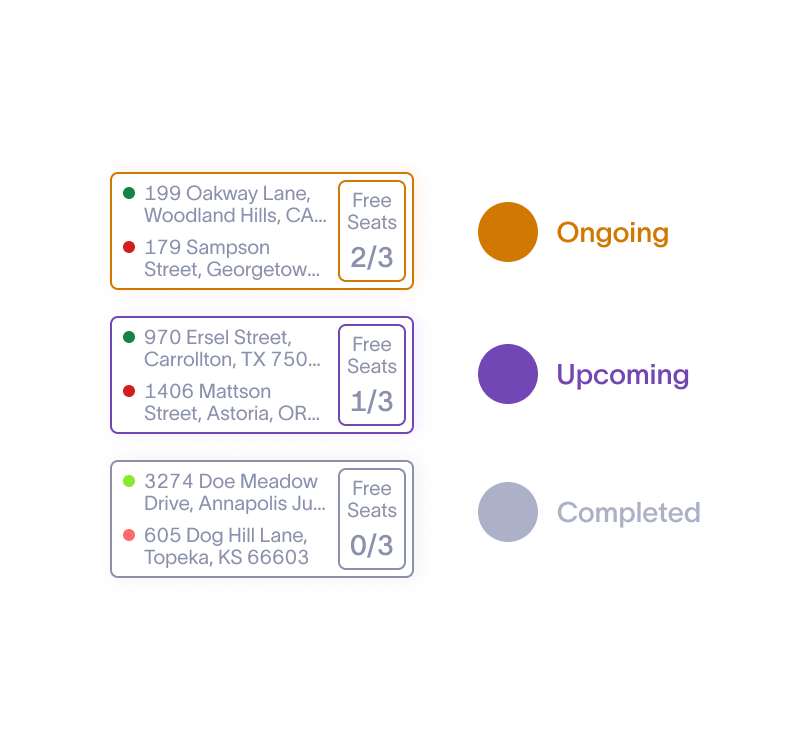 199 Oakway Lane,
Woodland Hills, CA...
179 Sampson
Street, Georgetow...
Free
Seats
2/3
Ongoing
970 Ersel Street,
Carrollton, TX 750...
1406 Mattson
Street, Astoria, OR...
Free
Seats
1/3
Upcoming
3274 Doe Meadow
Drive, Annapolis Ju...
605 Dog Hill Lane,
Topeka, KS 66603
Free
Seats
0/3
Completed